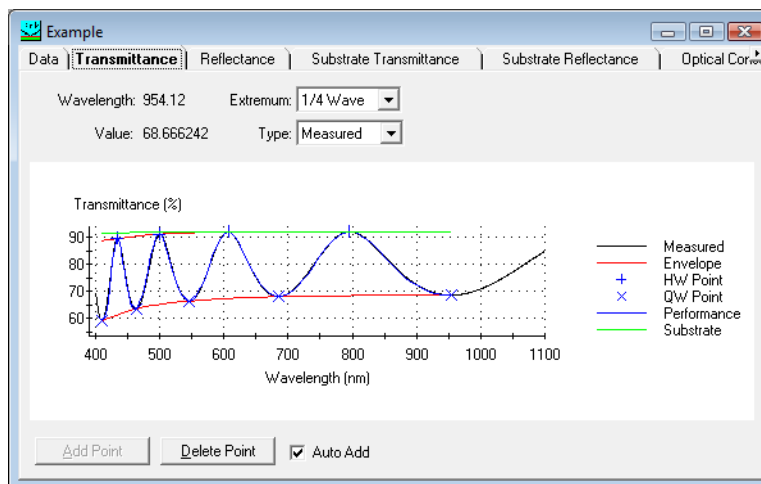 Example
Data Transmittance Reflectance Substrate Transmittance Substrate Reflectance Optical Con
Wavelength: 954.12 Extremum: 1/4 Wave
Value: 68.666242 Type: Measured
Transmittance (%)
90
80
70
60
400 500 600 700 800 900 1000 1100
Wavelength (nm)
Measured
Envelope
HW Point
QW Point
Performance
Substrate
Add Point Delete Point Auto Add